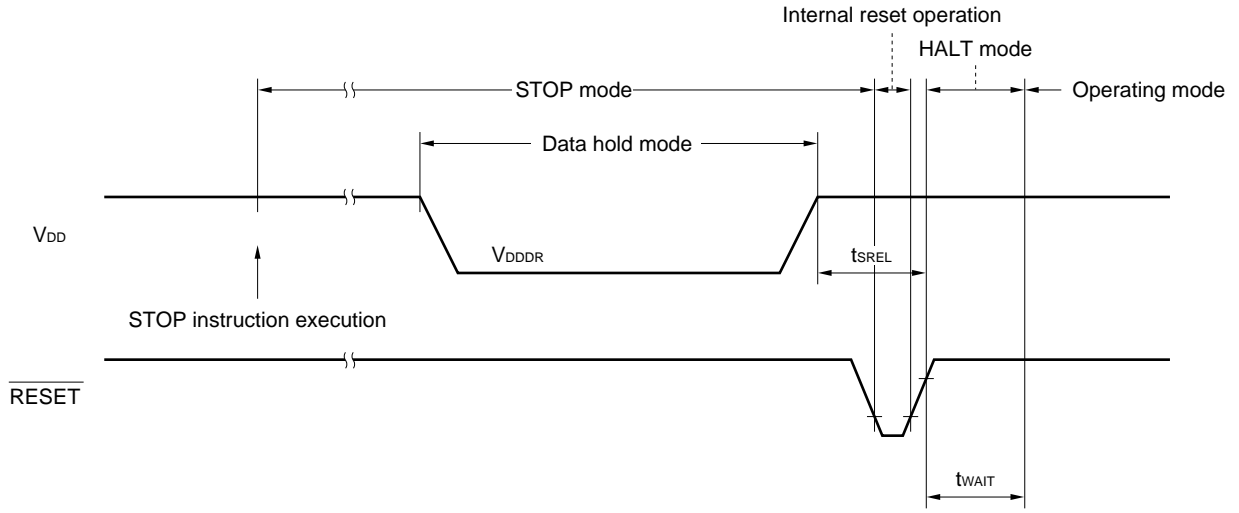 Internal reset operation
HALT mode
STOP mode
Operating mode
Data hold mode
VDD
VDDDR
tSREL
STOP instruction execution
RESET
tWAIT